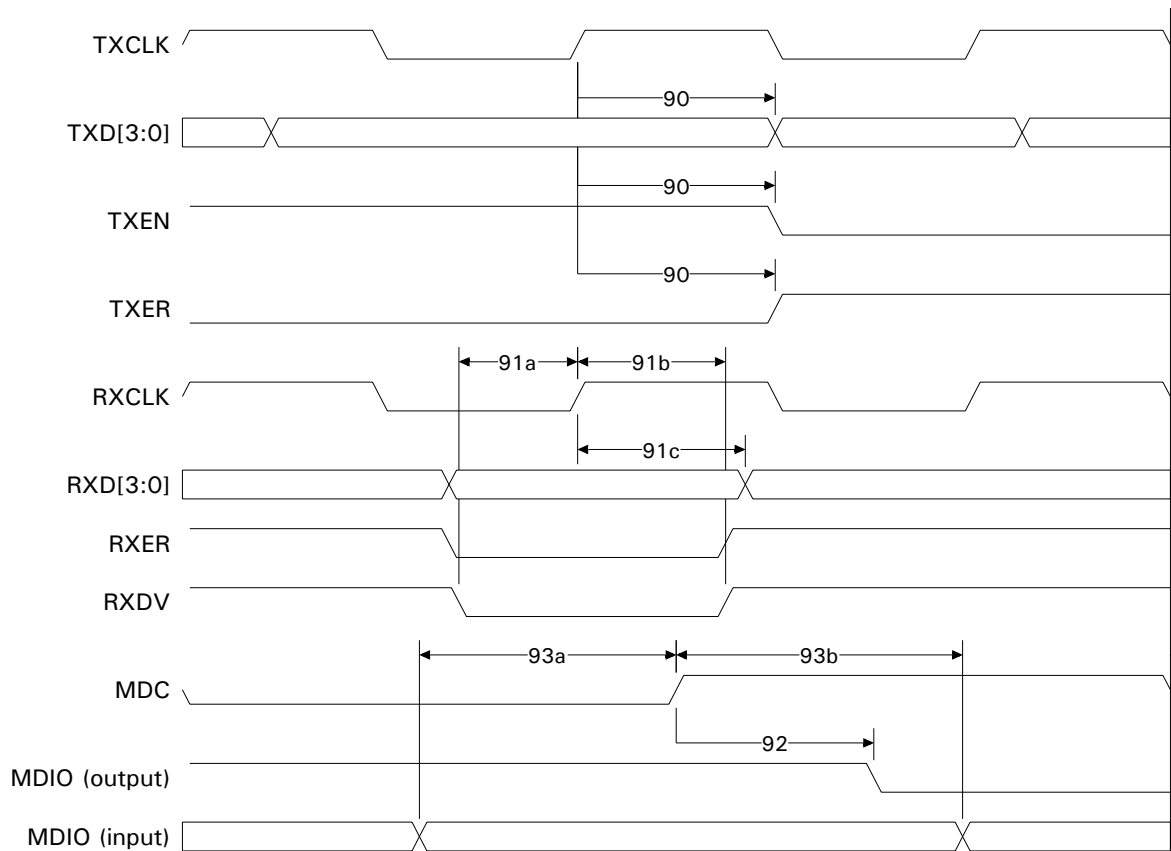 TXCLK
90
TXD[3:0]
90
TXEN
90
TXER
91a 91b
RXCLK
91c
RXD[3:0]
RXER
RXDV
93a 93b
MDC
92
MDIO (output)
MDIO (input)